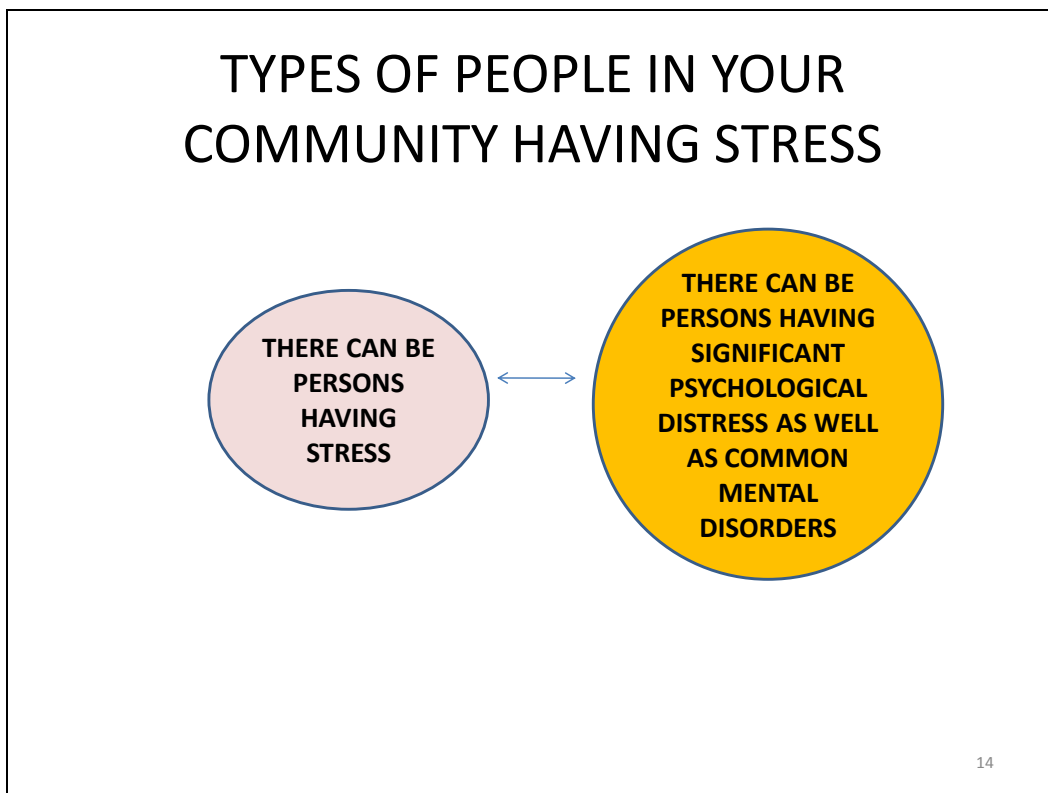 TYPES OF PEOPLE IN YOUR
COMMUNITY HAVING STRESS
THERE CAN BE
PERSONS
HAVING
STRESS
THERE CAN BE
PERSONS HAVING
SIGNIFICANT
PSYCHOLOGICAL
DISTRESS AS WELL
AS COMMON
MENTAL
DISORDERS
14